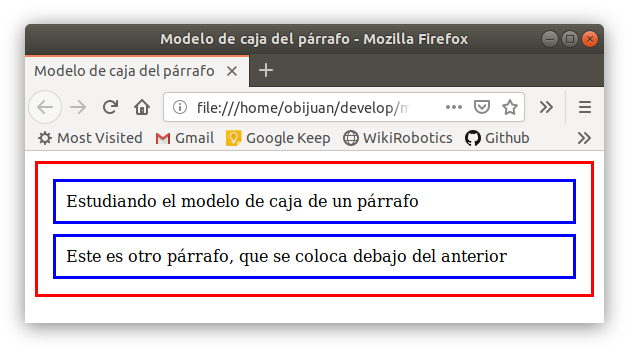 Modelo de caja del párrafo - Mozilla Firefox
Modelo de caja del párrafo
file:///home/obijuan/develop/
Most Visited Gmail Google Keep WikiRobotics Github
Estudiando el modelo de caja de un párrafo
Este es otro párrafo, que se coloca debajo del anterior